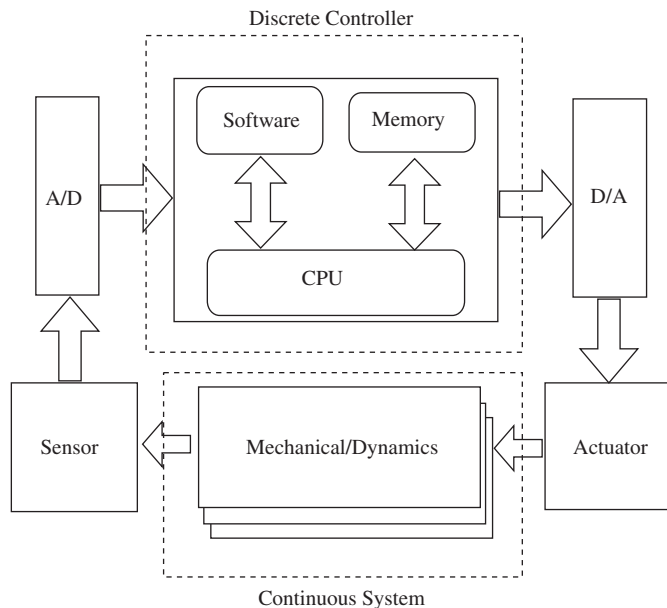 Discrete Controller
Software
Memory
A/D
D/A
CPU
Sensor
Mechanical/Dynamics
Actuator
Continuous System